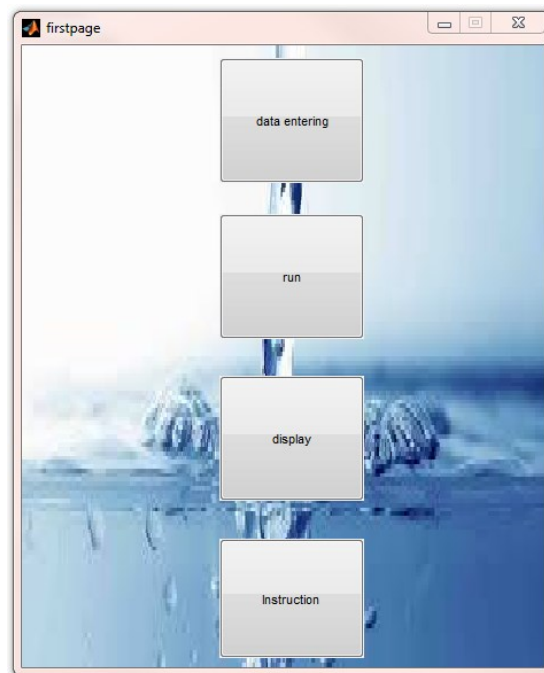 firstpage
data entering
run
display
Instruction